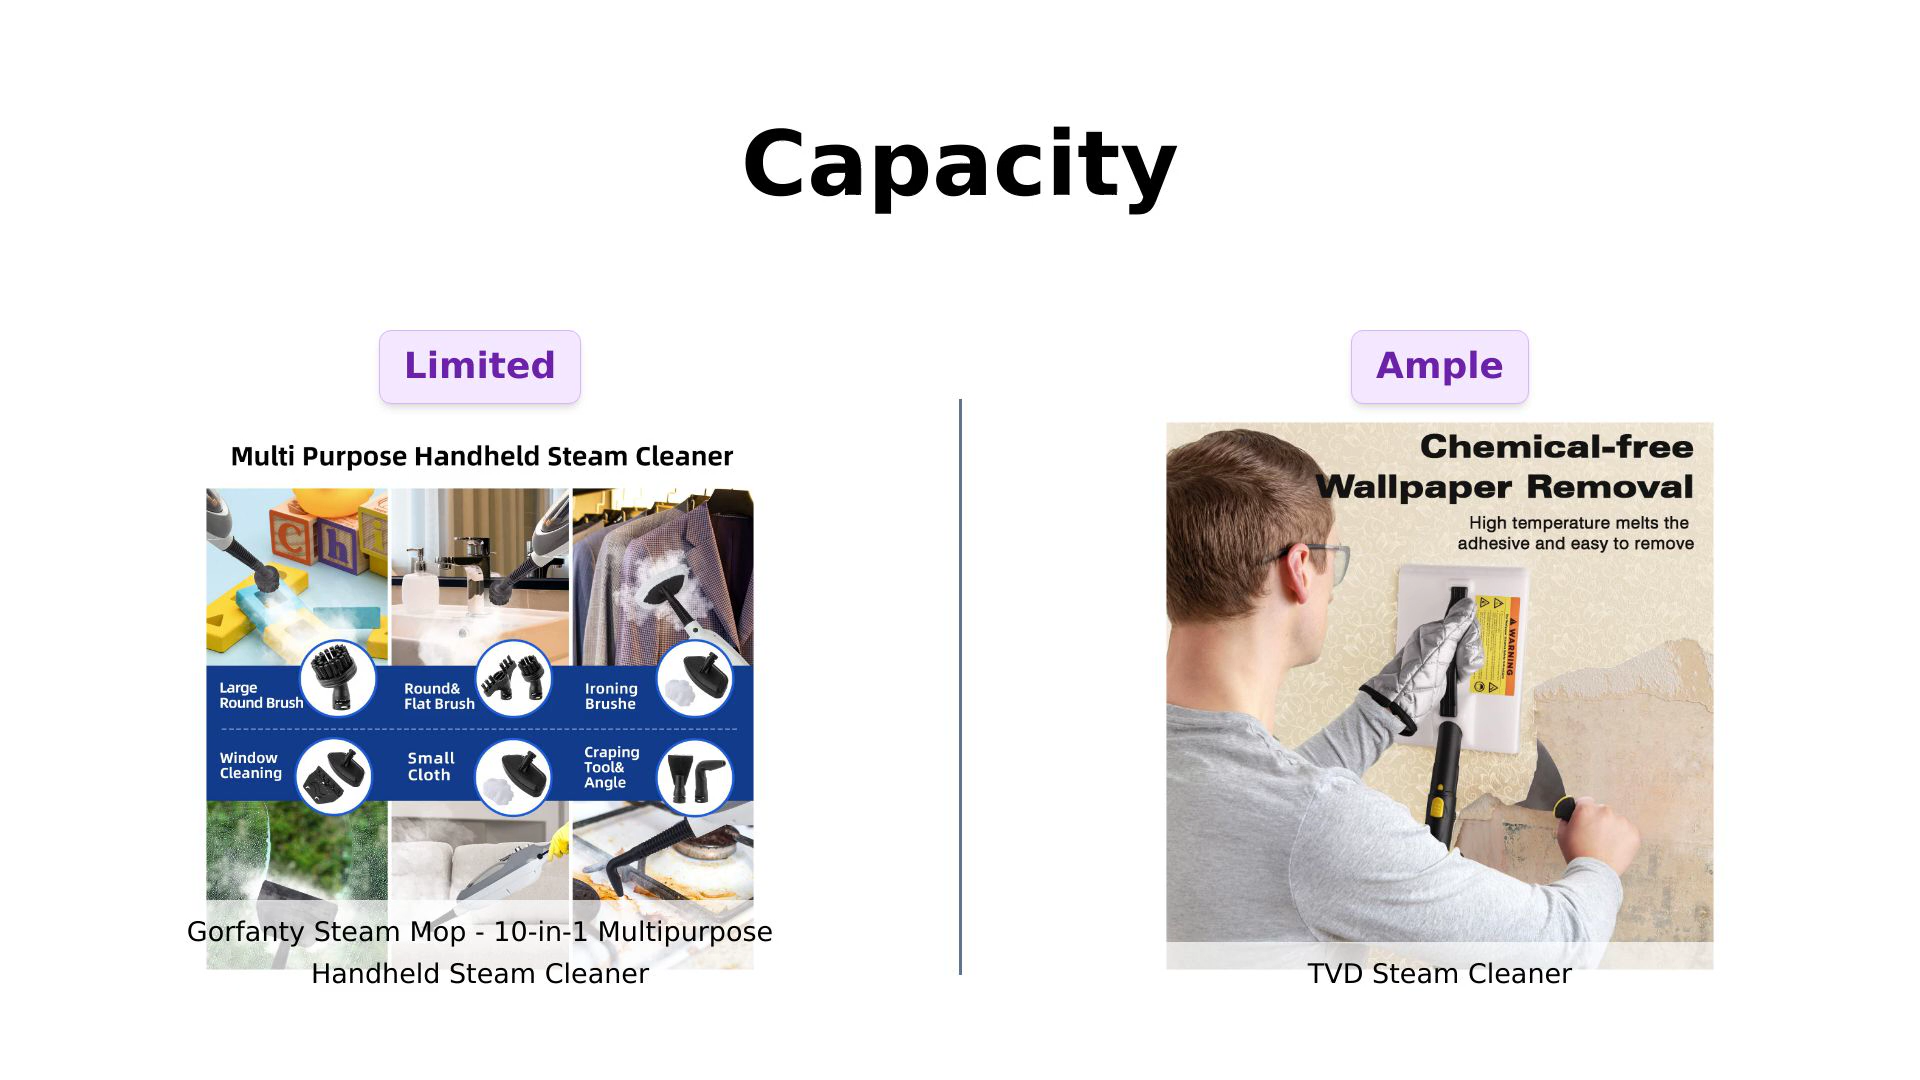 Capacity
Limited
Ample
Multi Purpose Handheld Steam Cleaner
Ch
Large
Round Brush
Round&
Flat Brush
Ironing
Brushe
Window
Cleaning
Small
Cloth
Craping
Tool&
Angle
Gorfanty Steam Mop - 10-in-1 Multipurpose
Handheld Steam Cleaner
Chemical-free
Wallpaper Removal
High temperature melts the
adhesive and easy to remove
WARNING
TVD Steam Cleaner